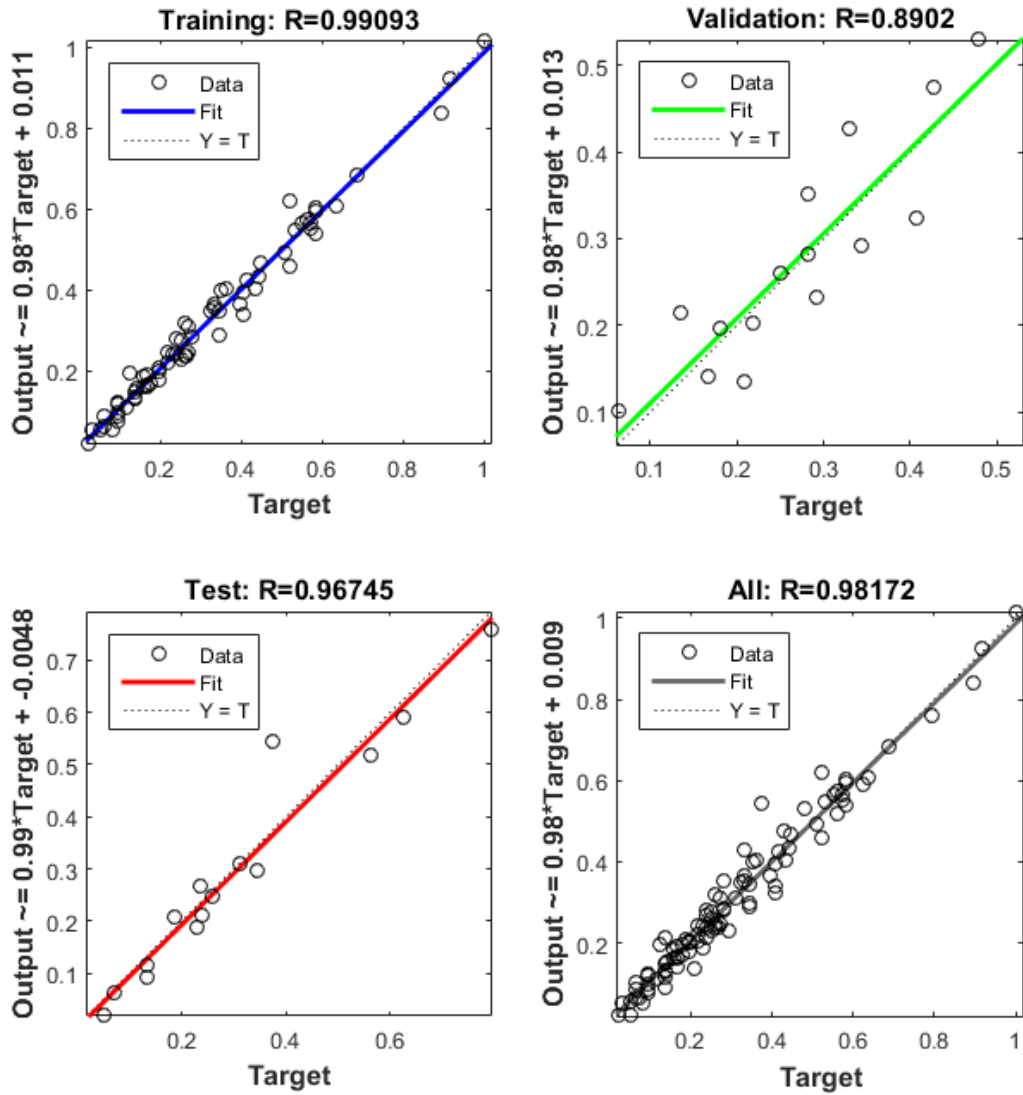 Training: R=0.99093
Output ~= 0.98*Target + 0.011
1
0.8
0.6
0.4
0.2
Data
Fit
Y = T
0.2 0.4 0.6 0.8 1
Target
Validation: R=0.8902
Output ~= 0.98*Target + 0.013
0.5
0.4
0.3
0.2
0.1
Data
Fit
Y = T
0.1 0.2 0.3 0.4 0.5
Target
Test: R=0.96745
Output ~= 0.99*Target + -0.0048
0.7
0.6
0.5
0.4
0.3
0.2
0.1
Data
Fit
Y = T
0.2 0.4 0.6
Target
All: R=0.98172
Output ~= 0.98*Target + 0.009
1
0.8
0.6
0.4
0.2
Data
Fit
Y = T
0.2 0.4 0.6 0.8 1
Target